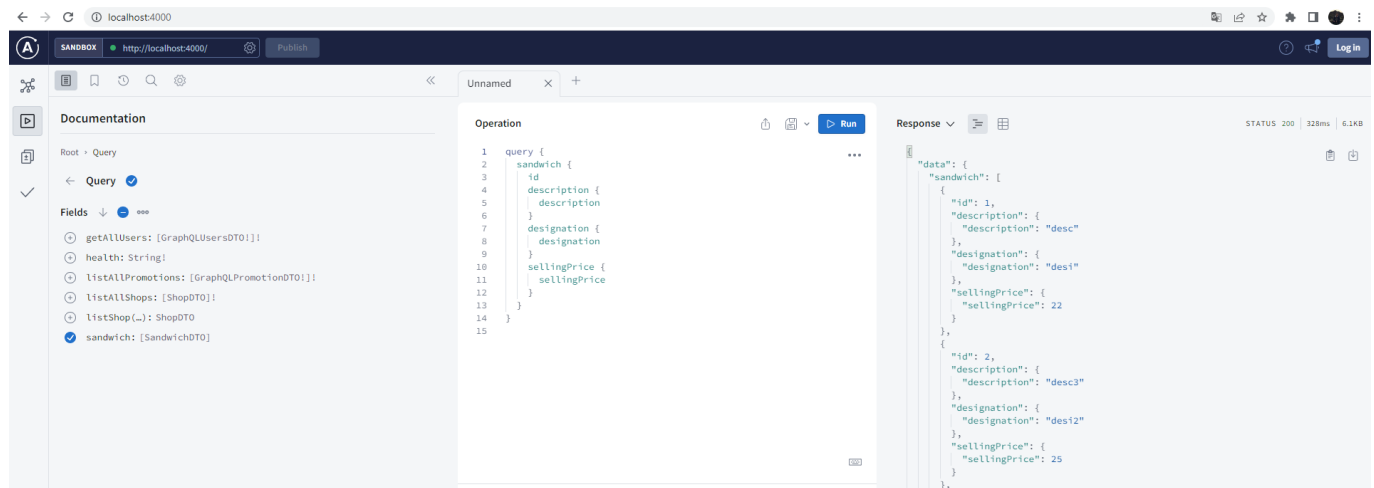 localhost:4000
SANDBOX http://localhost:4000/ Publish
Log in
Unnamed
Documentation
Root > Query
Query
Fields
getAllUsers: [GraphQLUsersDTO!]!
health: String!
listAllPromotions: [GraphQLPromotionDTO!]!
listAllShops: [ShopDTO]!
listShop(…): ShopDTO
sandwich: [SandwichDTO]
Operation
Run
1 query {
2 sandwich {
3 id
4 description {
5 description
6 }
7 designation {
8 designation
9 }
10 sellingPrice {
11 sellingPrice
12 }
13 }
14 }
15
Response
STATUS 200 328ms 6.1KB
{
"data": {
"sandwich": [
{
"id": 1,
"description": {
"description": "desc"
},
"designation": {
"designation": "desi"
},
"sellingPrice": {
"sellingPrice": 22
}
},
{
"id": 2,
"description": {
"description": "desc3"
},
"designation": {
"designation": "desi2"
},
"sellingPrice": {
"sellingPrice": 25
}
},